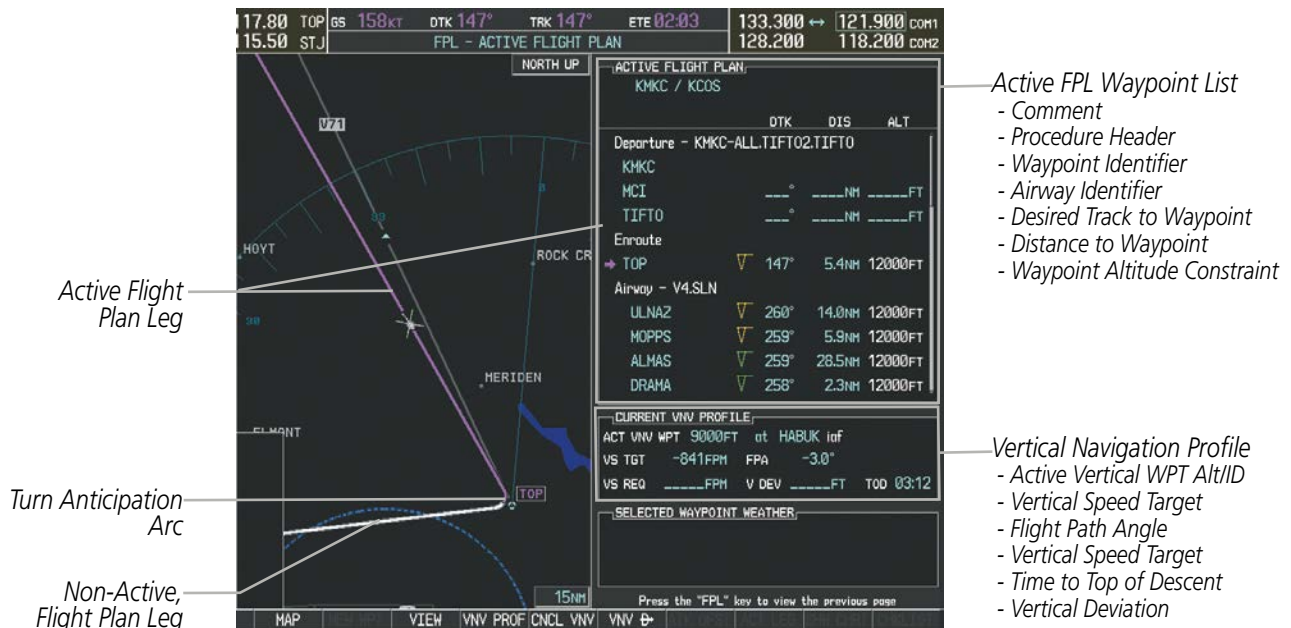 117.80 TOP GS 158KT DTK 147° TRK 147° ETE 02:03 133.300 ↔ 121.900 COM1
115.50 STJ FPL – ACTIVE FLIGHT PLAN 128.200 118.200 COM2
NORTH UP
V71
HOYT
ROCK CR
MERIDEN
TOP
15NM
ACTIVE FLIGHT PLAN
KMKC / KCOS
DTK DIS ALT
Departure – KMKC-ALL.TIFTO2.TIFTO
KMKC
MCI ___° ____NM _____FT
TIFTO ___° ____NM _____FT
Enroute
TOP 147° 5.4NM 12000FT
Airway – V4.SLN
ULNAZ 260° 14.0NM 12000FT
MOPPS 259° 5.9NM 12000FT
ALMAS 259° 28.5NM 12000FT
DRAMA 258° 2.3NM 12000FT
CURRENT VNV PROFILE
ACT VNV WPT 9000FT at HABUK iaf
VS TGT -841FPM FPA -3.0°
VS REQ _____FPM V DEV _____FT TOD 03:12
SELECTED WAYPOINT WEATHER
Press the "FPL" key to view the previous page
MAP VIEW VNV PROF CNCL VNV VNV
Active Flight
Plan Leg
Turn Anticipation
Arc
Non-Active,
Flight Plan Leg
Active FPL Waypoint List
- Comment
- Procedure Header
- Waypoint Identifier
- Airway Identifier
- Desired Track to Waypoint
- Distance to Waypoint
- Waypoint Altitude Constraint
Vertical Navigation Profile
- Active Vertical WPT Alt/ID
- Vertical Speed Target
- Flight Path Angle
- Vertical Speed Target
- Time to Top of Descent
- Vertical Deviation